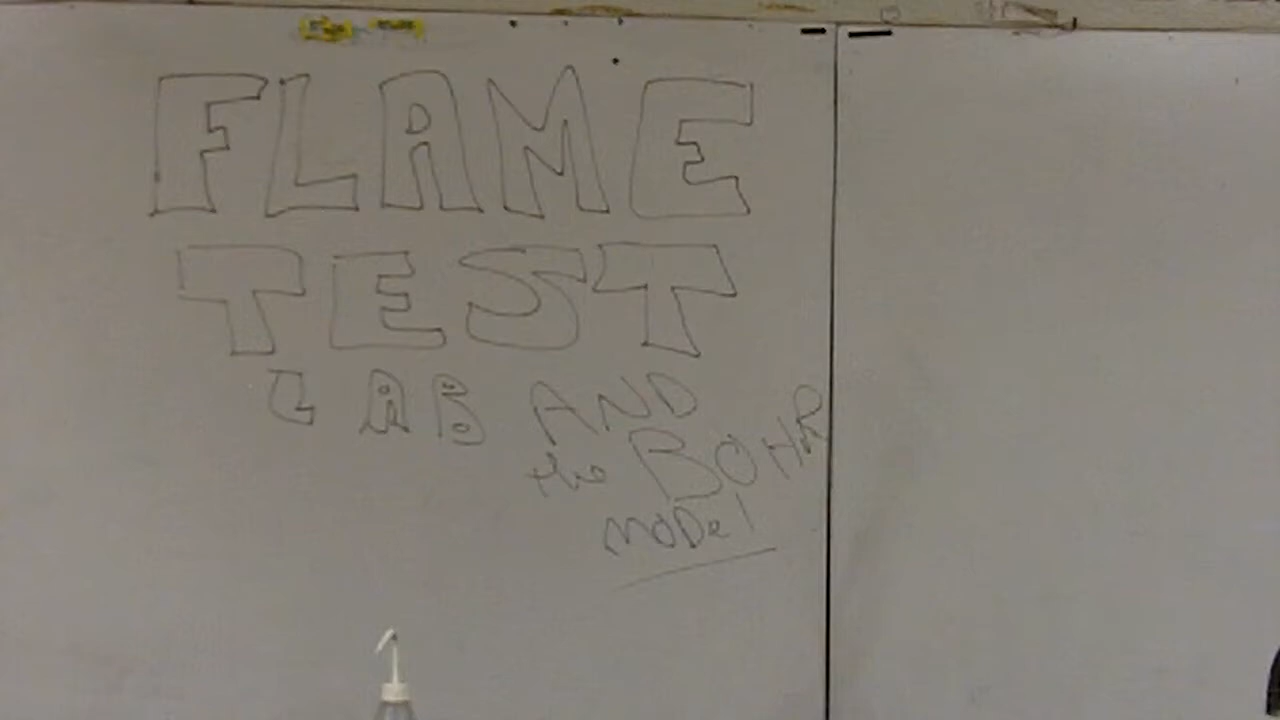 FLAME
TEST
LAB AND
the BOHR
MODel